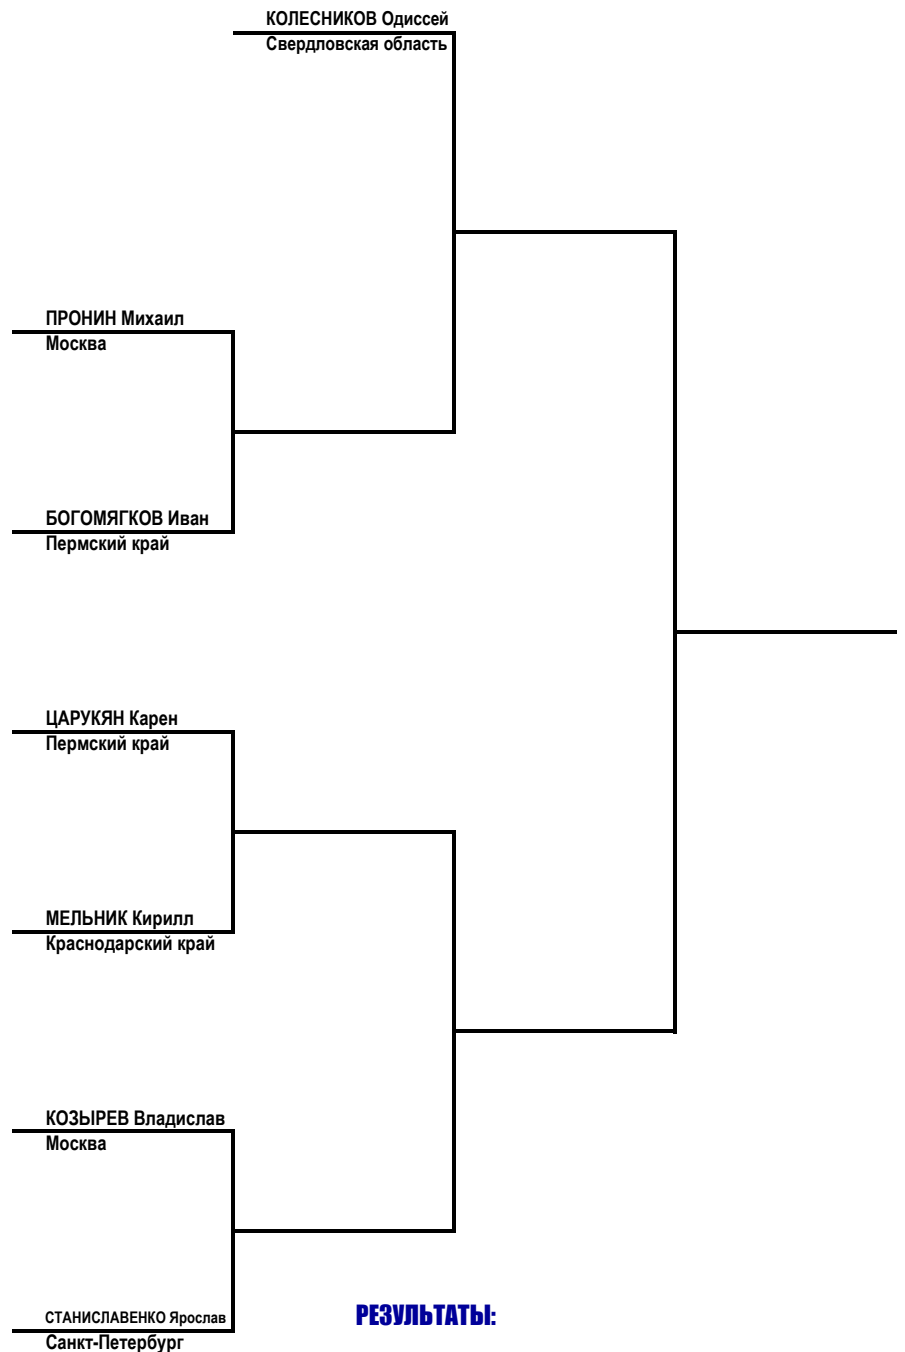 КОЛЕСНИКОВ Одиссей
Свердловская область
ПРОНИН Михаил
Москва
БОГОМЯГКОВ Иван
Пермский край
ЦАРУКЯН Карен
Пермский край
МЕЛЬНИК Кирилл
Краснодарский край
КОЗЫРЕВ Владислав
Москва
СТАНИСЛАВЕНКО Ярослав
Санкт-Петербург
РЕЗУЛЬТАТЫ: